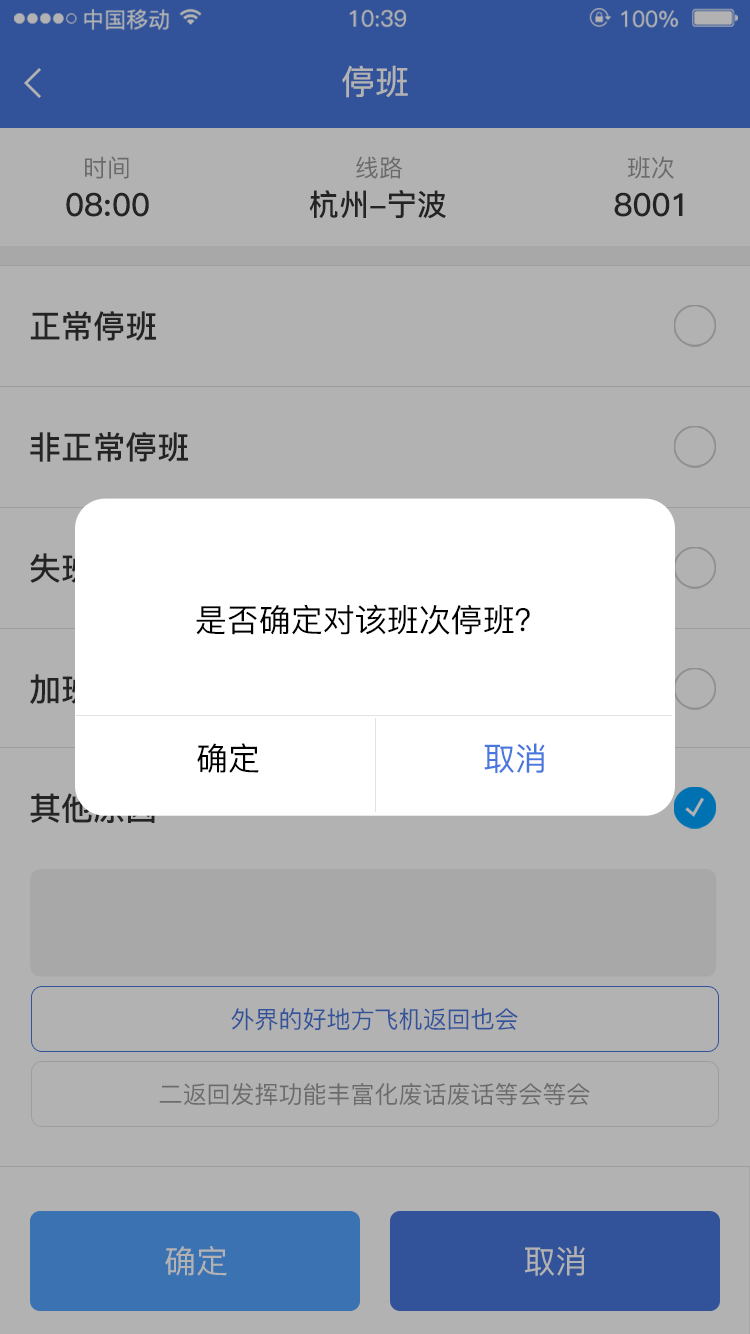 中国移动 10:39 100%
停班
时间 线路 班次
08:00 杭州–宁波 8001
正常停班
非正常停班
失班
是否确定对该班次停班?
加班
确定 取消
其他原因
外界的好地方飞机返回也会
二返回发挥功能丰富化废话废话等会等会
确定 取消